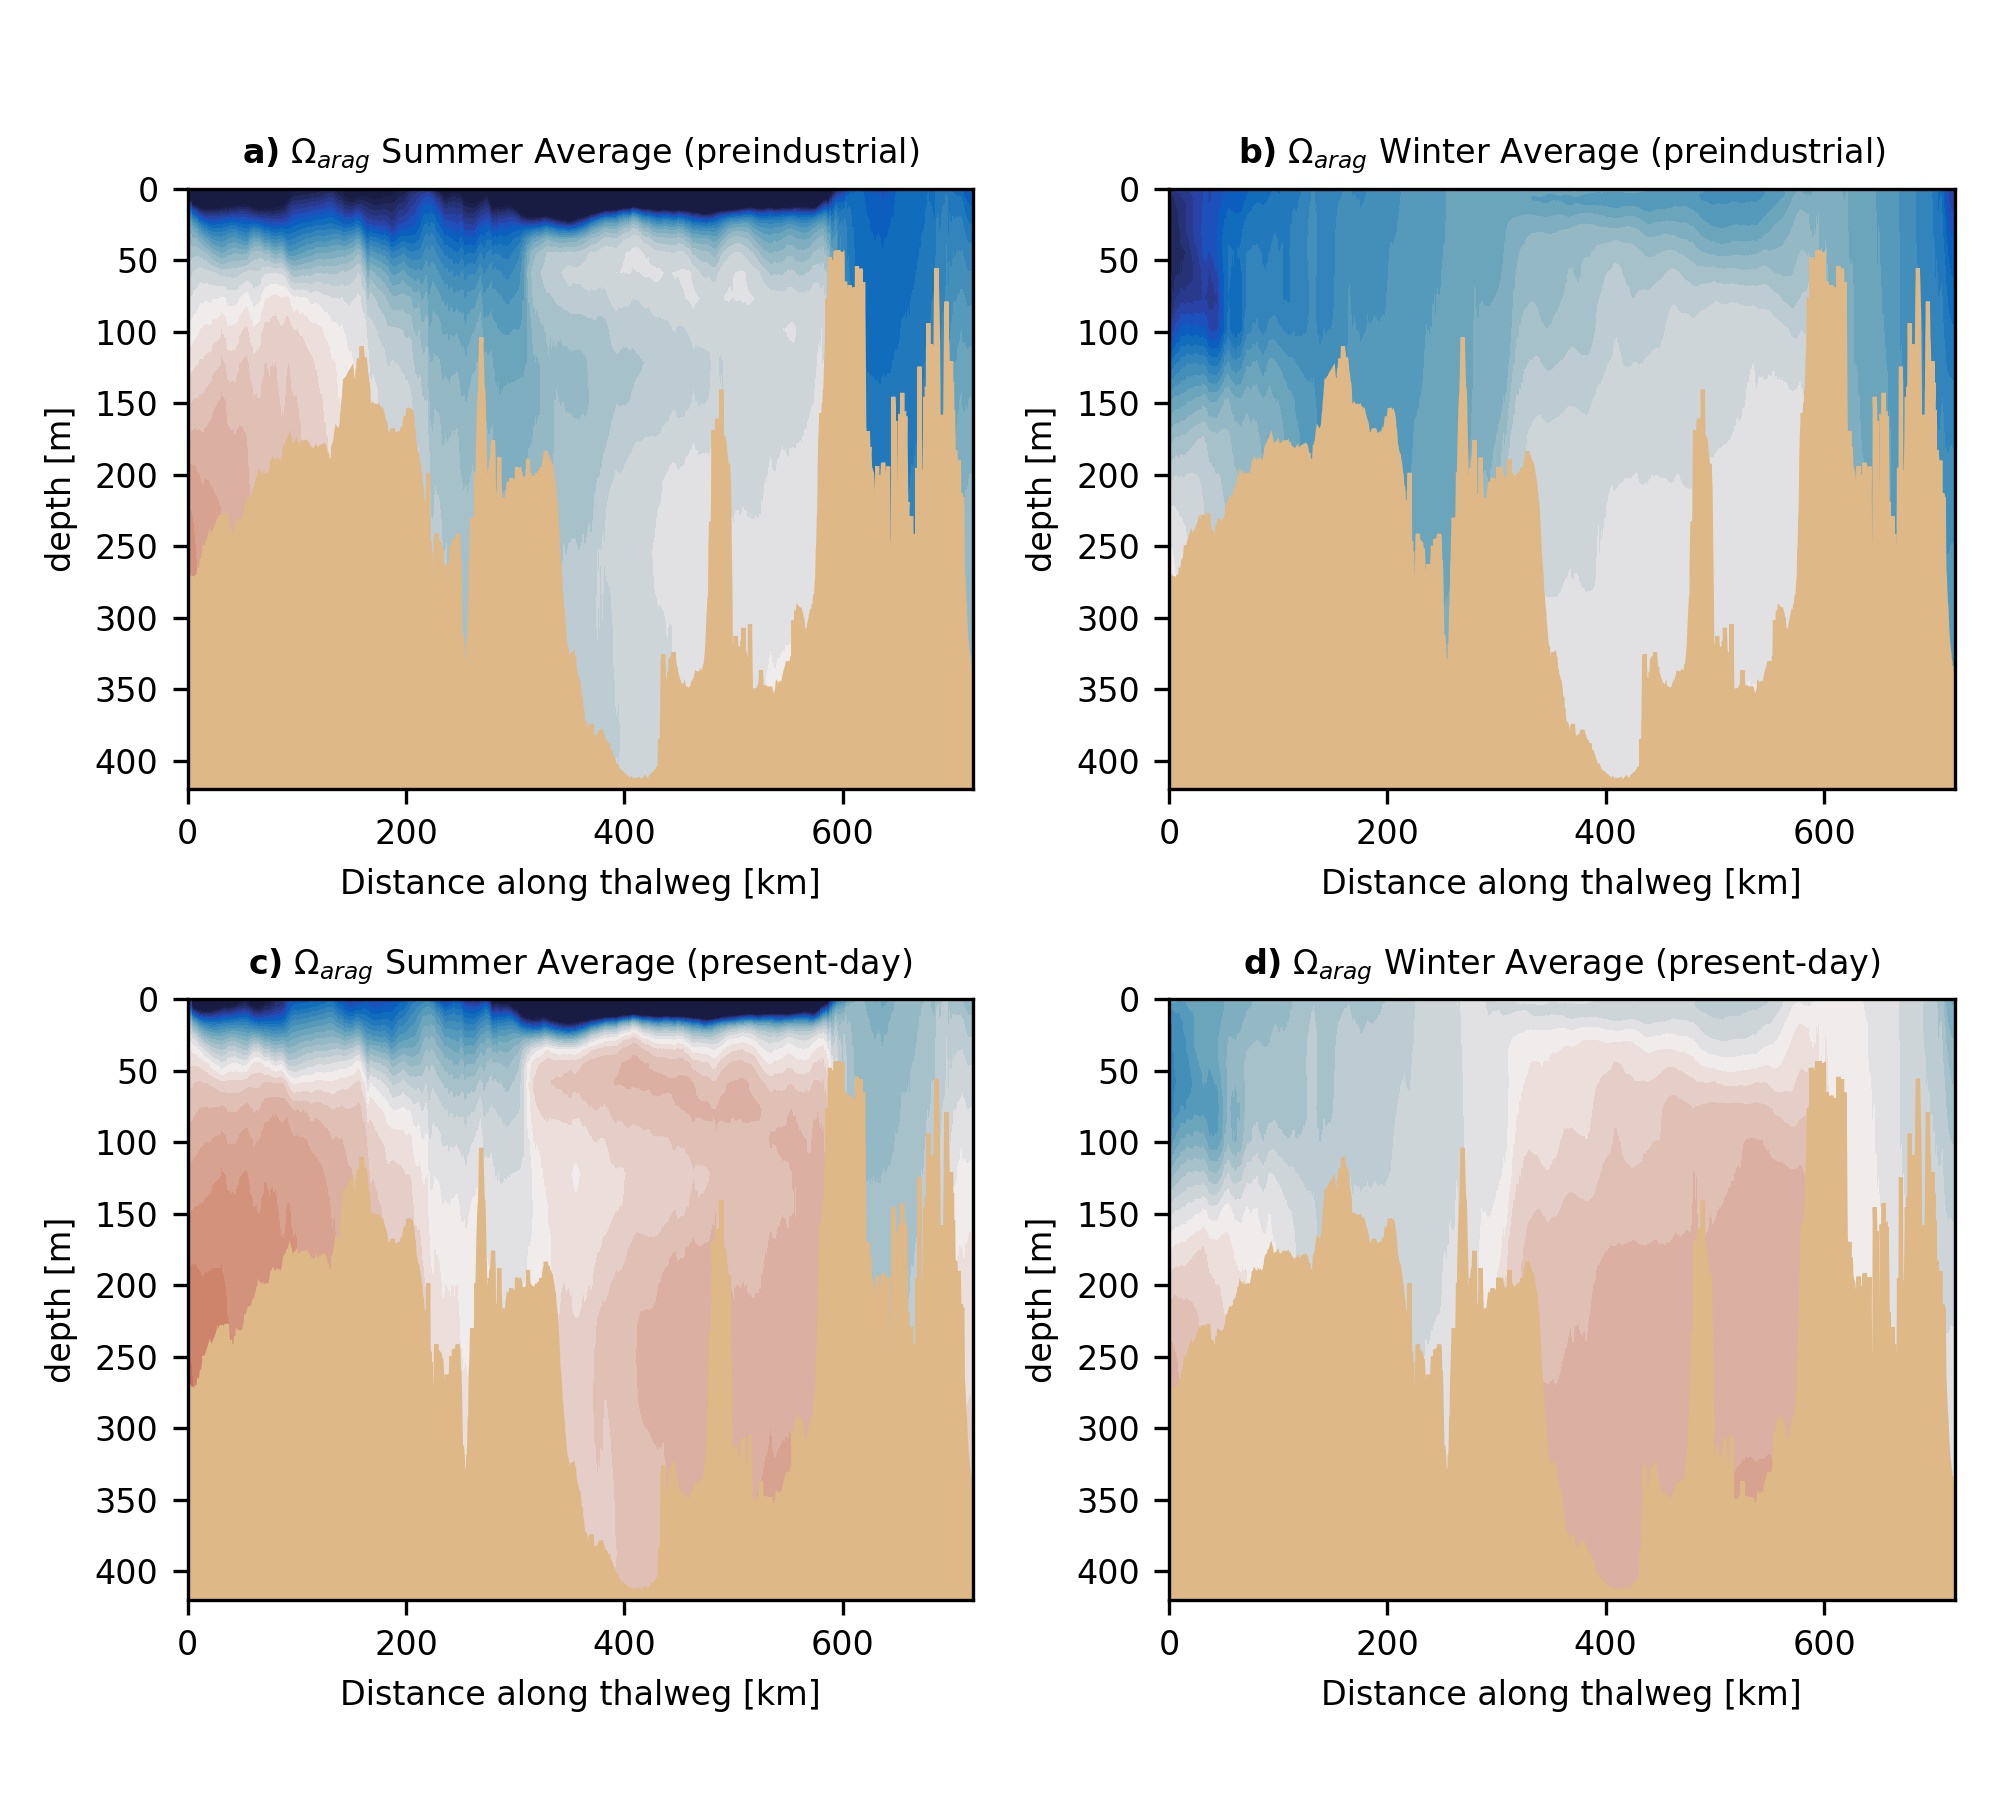 a) Ω_arag Summer Average (preindustrial)
b) Ω_arag Winter Average (preindustrial)
0
50
100
150
200
250
300
350
400
depth [m]
0 200 400 600
Distance along thalweg [km]
0
50
100
150
200
250
300
350
400
depth [m]
0 200 400 600
Distance along thalweg [km]
c) Ω_arag Summer Average (present-day)
d) Ω_arag Winter Average (present-day)
0
50
100
150
200
250
300
350
400
depth [m]
0 200 400 600
Distance along thalweg [km]
0
50
100
150
200
250
300
350
400
depth [m]
0 200 400 600
Distance along thalweg [km]